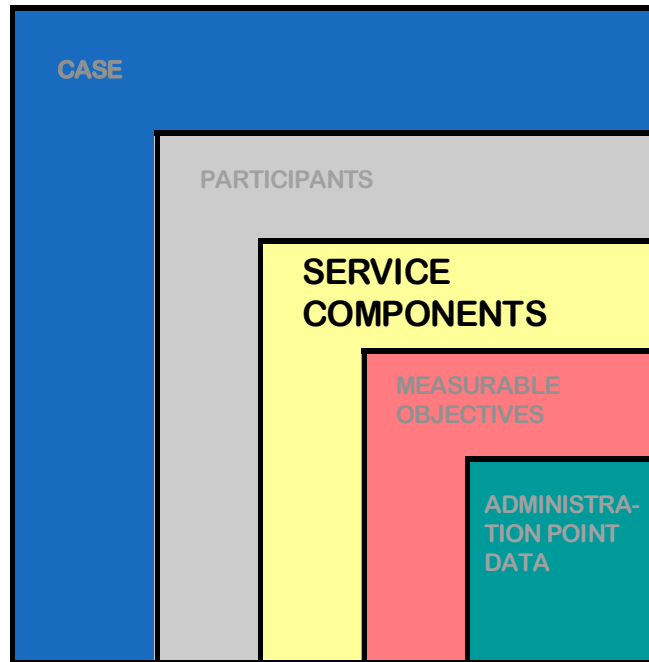 CASE
PARTICIPANTS
SERVICE
COMPONENTS
MEASURABLE
OBJECTIVES
ADMINISTRA-
TION POINT
DATA